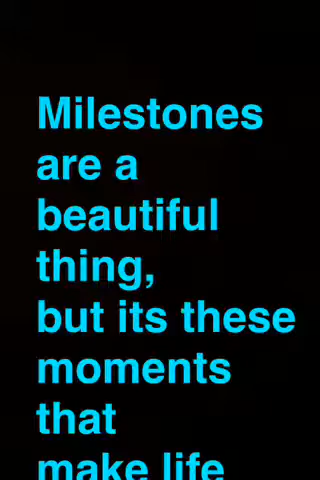 Milestones
are a
beautiful
thing,
but its these
moments
that
make life